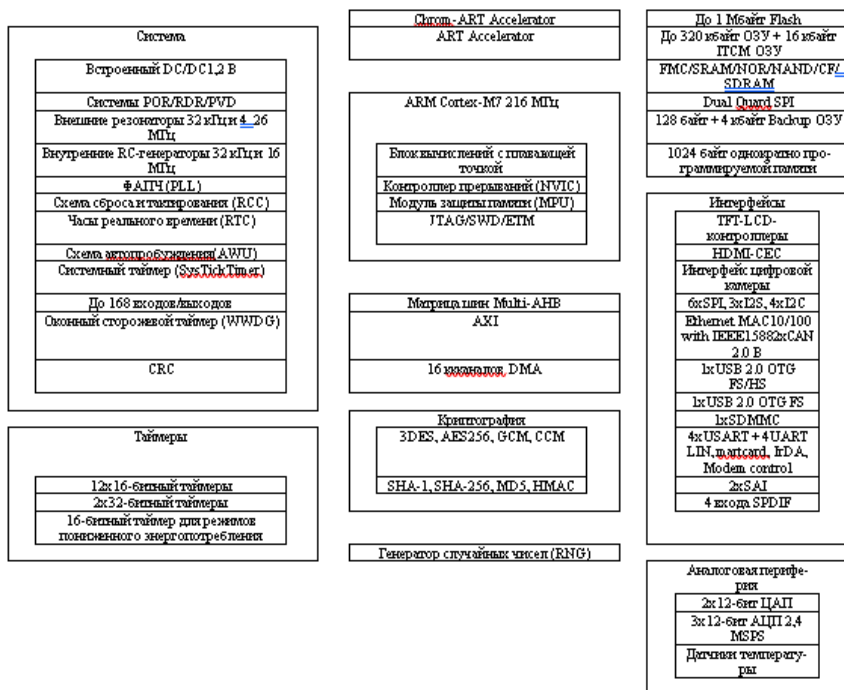 Система
Встроенный DC/DC1,2 В
Системы POR/RDR/PVD
Внешние резонаторы 32 кГц и 4_26
МГц
Внутренние RC-генераторы 32 кГц и 16
МГц
ФАПЧ (PLL)
Схема сброса и тактирования (RCC)
Часы реального времени (RTC)
Схема автопробуждения(AWU)
Системный таймер (SysTickTimer)
До 168 входов/выходов
Оконный сторожевой таймер (WWDG)
CRC
Таймеры
12x16-битный таймеры
2x32-битный таймеры
16-битный таймер для режимов
пониженного энергопотребления
Chrom-ART Accelerator
ART Accelerator
ARM Cortex-M7 216 МГц
Блок вычислений с плавающей
точкой
Контроллер прерываний (NVIC)
Модуль защиты памяти (MPU)
JTAG/SWD/ETM
Матрица шин Multi-AHB
AXI
16 ккканалов DMA
Криптография
3DES, AES256, GCM, CCM
SHA-1, SHA-256, MD5, HMAC
Генератор случайных чисел (RNG)
До 1 Мбайт Flash
До 320 кбайт ОЗУ + 16 кбайт
ITCM ОЗУ
FMC/SRAM/NOR/NAND/CF/
SDRAM
Dual Quard SPI
128 байт + 4 кбайт Backup ОЗУ
1024 байт однократно про-
граммируемой памяти
Интерфейсы
TFT-LCD-
контроллеры
HDMI-CEC
Интерфейс цифровой
камеры
6xSPI, 3xI2S, 4xI2C
Ethernet MAC10/100
with IEEE15882xCAN
2.0 B
1xUSB 2.0 OTG
FS/HS
1xUSB 2.0 OTG FS
1xSDMMC
4xUSART + 4UART
LIN, martcard, IrDA,
Modem control
2xSAI
4 входа SPDIF
Аналоговая перифе-
рия
2x12-бит ЦАП
3x12-бит АЦП 2,4
MSPS
Датчики температу-
ры